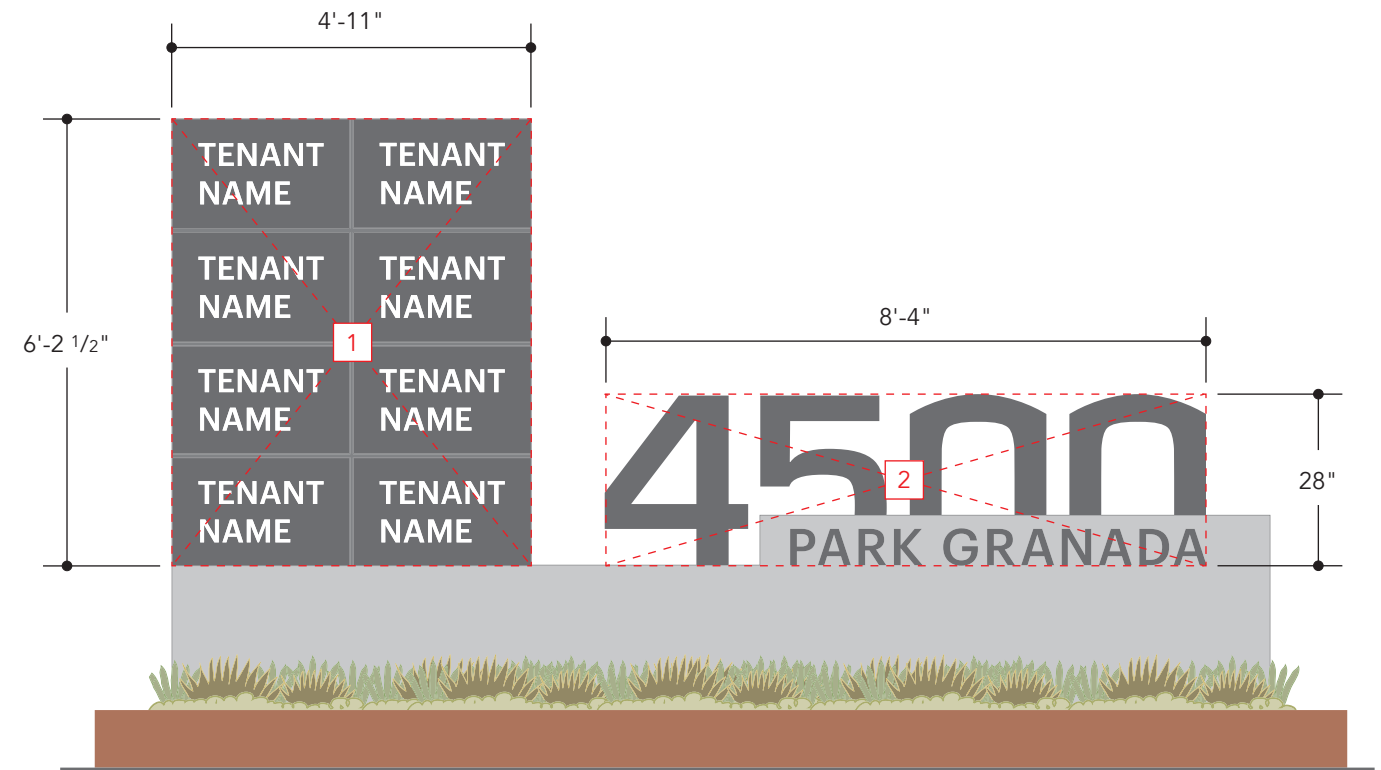 4'-11"
TENANT NAME
TENANT NAME
TENANT NAME
TENANT NAME
TENANT NAME
TENANT NAME
TENANT NAME
TENANT NAME
1
6'-2 1/2"
8'-4"
4500
2
28"
PARK GRANADA